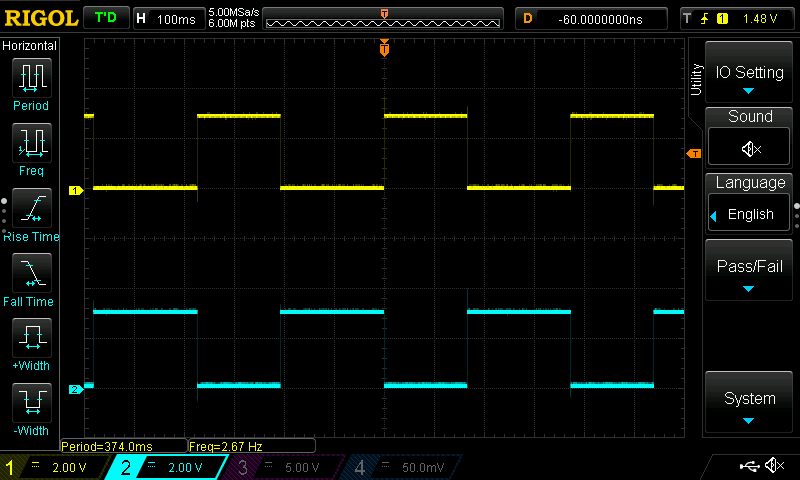 RIGOL T'D H 100ms 5.00MSa/s 6.00M pts T D -60.0000000ns T 1 1.48 V
Horizontal
Period
Freq
Rise Time
Fall Time
+Width
-Width
T
1
2
T
Utility
IO Setting
Sound
Language
English
Pass/Fail
System
Period=374.0ms Freq=2.67 Hz
1 2.00 V 2 2.00 V 3 5.00 V 4 50.0mV